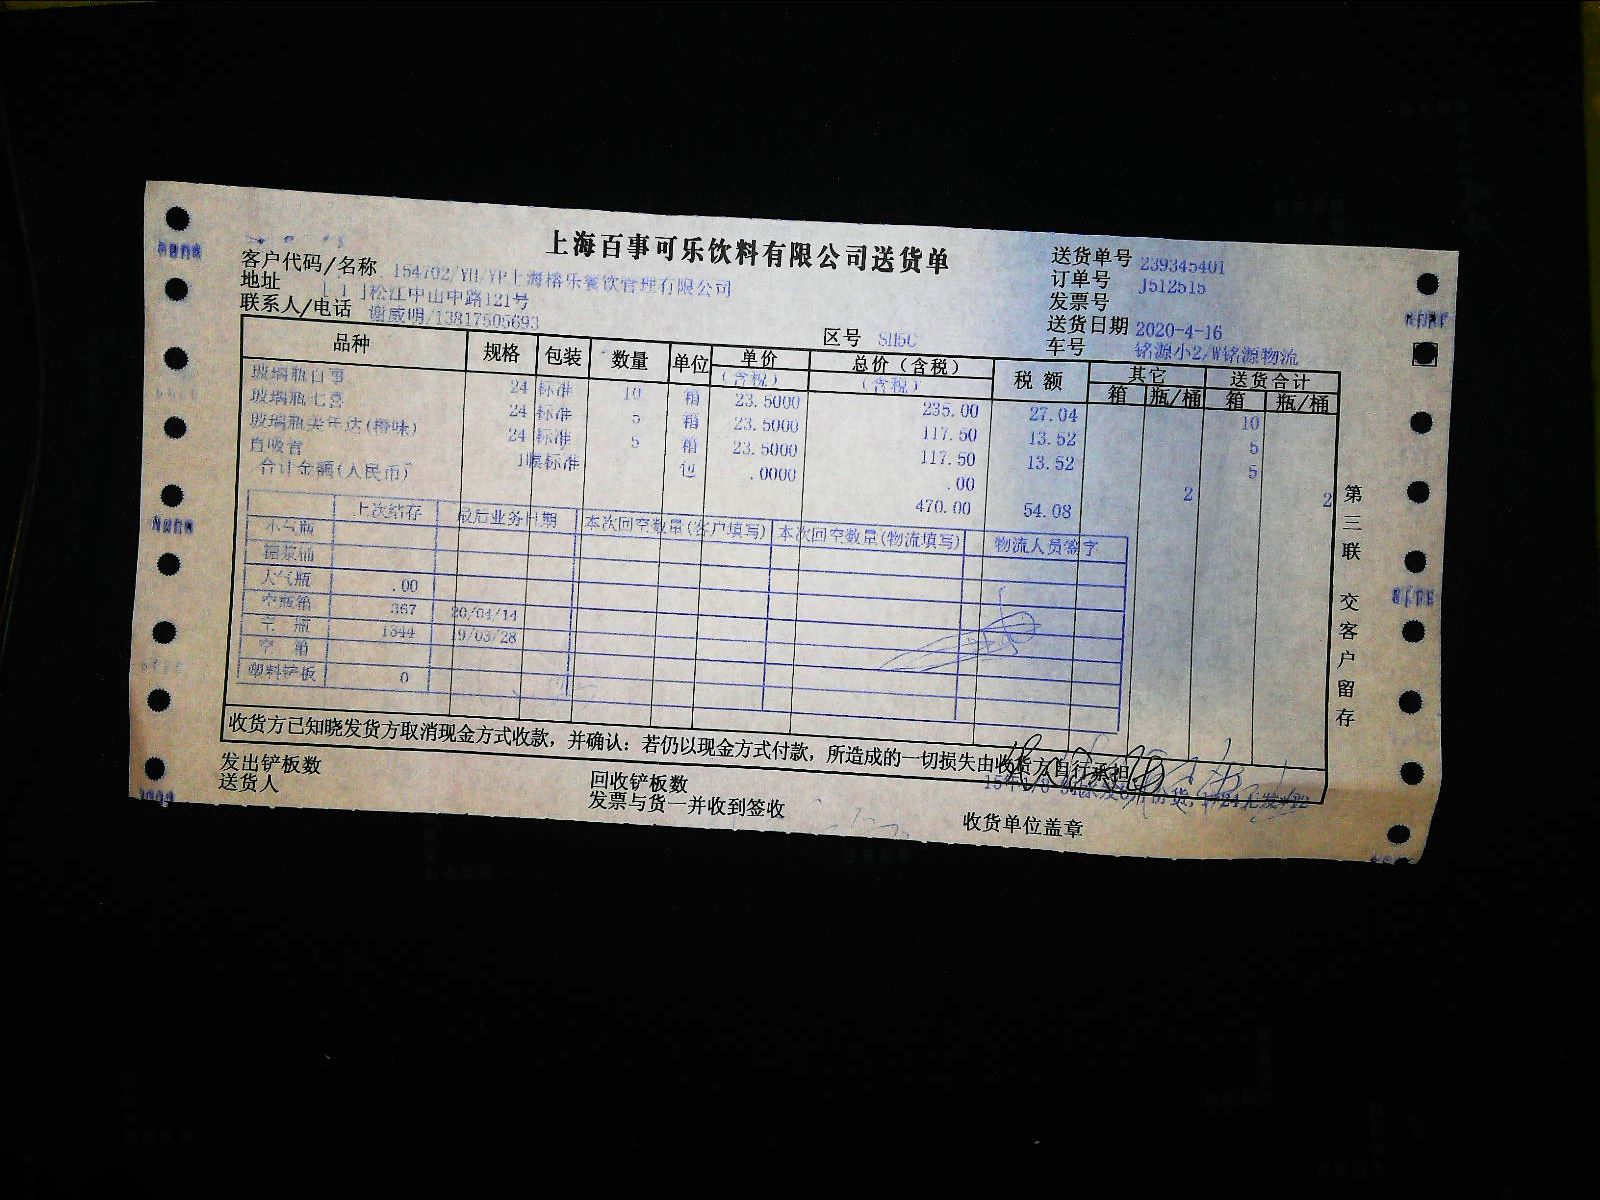 上海百事可乐饮料有限公司送货单
客户代码/名称 154702/YH/YP上海榕乐餐饮管理有限公司
地址 松江中山中路121号
联系人/电话 谢威明/13817505693
区号 SH5C
送货单号 239345401
订单号 J512515
发票号
送货日期 2020-4-16
车号 铭源小2/W铭源物流
品种 规格 包装 数量 单位 单价(含税) 总价（含税）(含税) 税额 其它 送货合计
箱 瓶/桶 箱 瓶/桶
玻璃瓶百事 24 标准 10 箱 23.5000 235.00 27.04 10
玻璃瓶七喜 24 标准 5 箱 23.5000 117.50 13.52 5
玻璃瓶美年达(橙味) 24 标准 5 箱 23.5000 117.50 13.52 5
直吸管 1膜标准 包 .0000 .00 2 2
合计金额(人民币) 470.00 54.08
上次结存 最后业务日期 本次回空数量(客户填写) 本次回空数量(物流填写) 物流人员签字
木气瓶
糖浆桶
大气瓶 .00
空瓶箱 367 20/04/14
空瓶 1344 19/03/28
空箱
塑料铲板 0
收货方已知晓发货方取消现金方式收款，并确认：若仍以现金方式付款，所造成的一切损失由收货方自行承担
发出铲板数
回收铲板数
送货人
发票与货一并收到签收
收货单位盖章
第三联 交客户留存